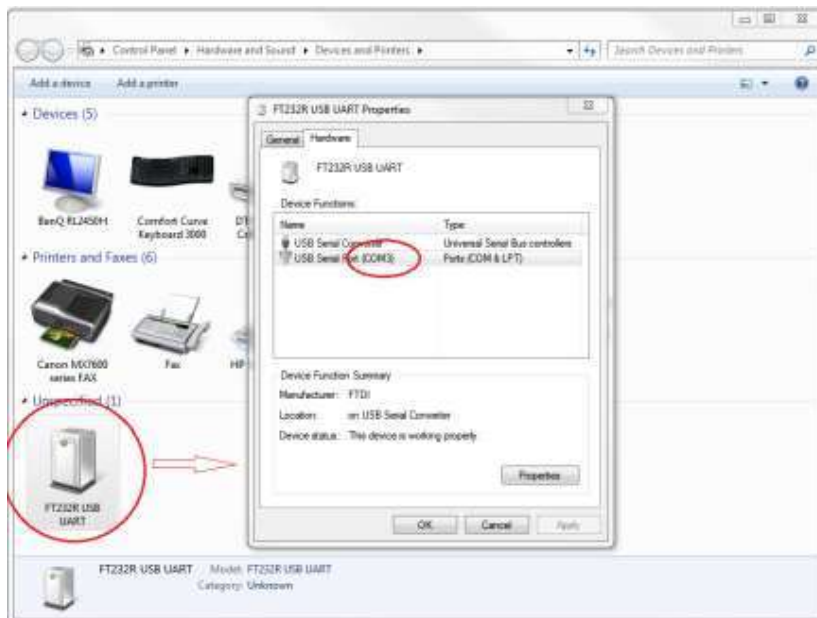 Control Panel ▸ Hardware and Sound ▸ Devices and Printers ▸
Search Devices and Printers
Add a device Add a printer
Devices (5)
BenQ RL2450H
Comfort Curve
Keyboard 3000
Printers and Faxes (6)
Canon MX7600
series FAX
Fax
HP
Unspecified (1)
FT232R USB
UART
FT232R USB UART Properties
General Hardware
FT232R USB UART
Device Functions:
Name Type
USB Serial Converter Universal Serial Bus controllers
USB Serial Port (COM3) Ports (COM & LPT)
Device Function Summary
Manufacturer: FTDI
Location: on USB Serial Converter
Device status: This device is working properly.
Properties
OK Cancel Apply
FT232R USB UART Model: FT232R USB UART
Category: Unknown